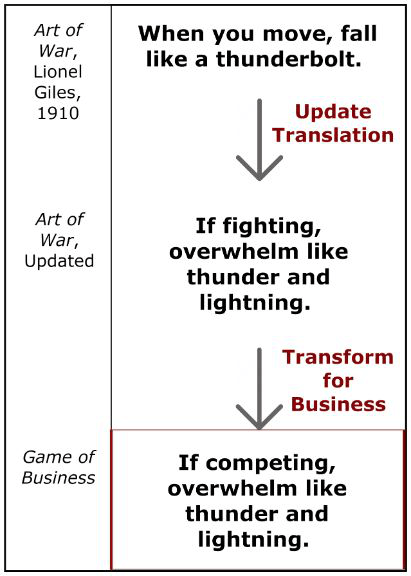 Art of
War,
Lionel
Giles,
1910
When you move, fall
like a thunderbolt.
Update
Translation
Art of
War,
Updated
If fighting,
overwhelm like
thunder and
lightning.
Transform
for
Business
Game of
Business
If competing,
overwhelm like
thunder and
lightning.